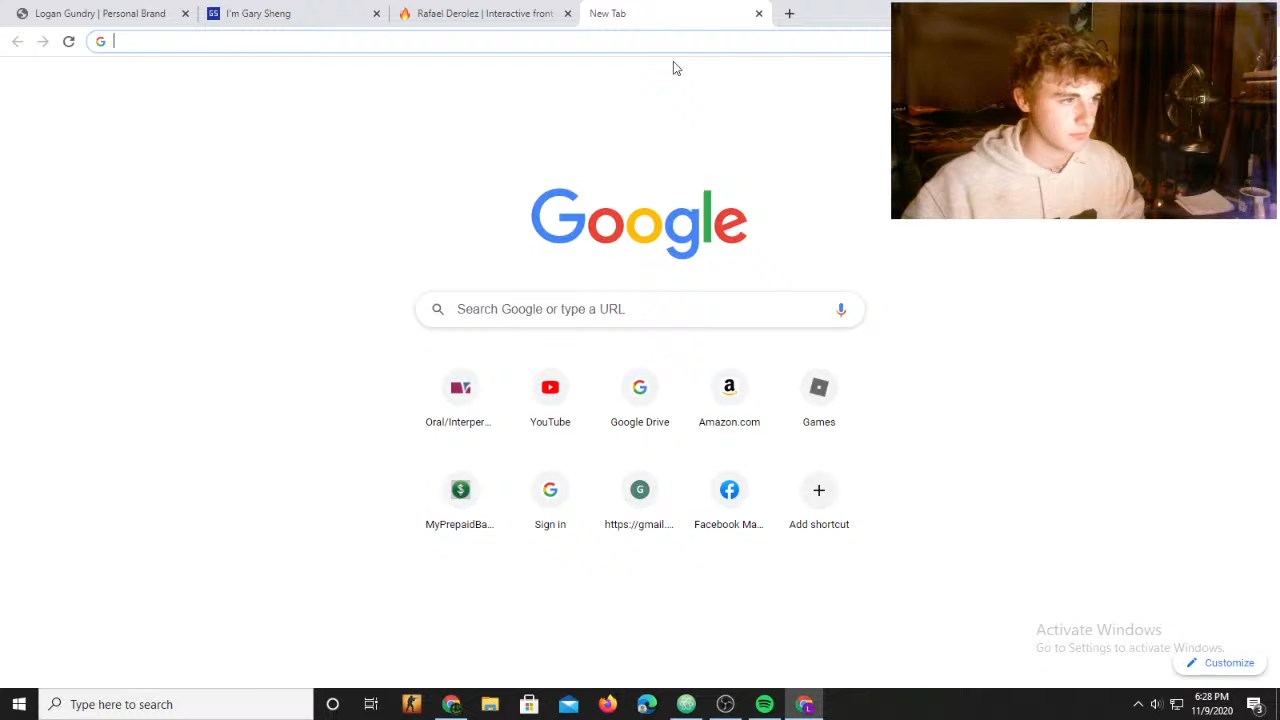 Logan Gundry | Personal Brand
I'm Gary Sheng
Rafael Derolez | Interactive front
New Tab
Google
Search Google or type a URL
Oral/Interper...
YouTube
Google Drive
Amazon.com
Games
MyPrepaidBa...
Sign in
https://gmail....
Facebook Ma...
Add shortcut
Activate Windows
Go to Settings to activate Windows.
Customize
Type here to search
6:28 PM
11/9/2020
3